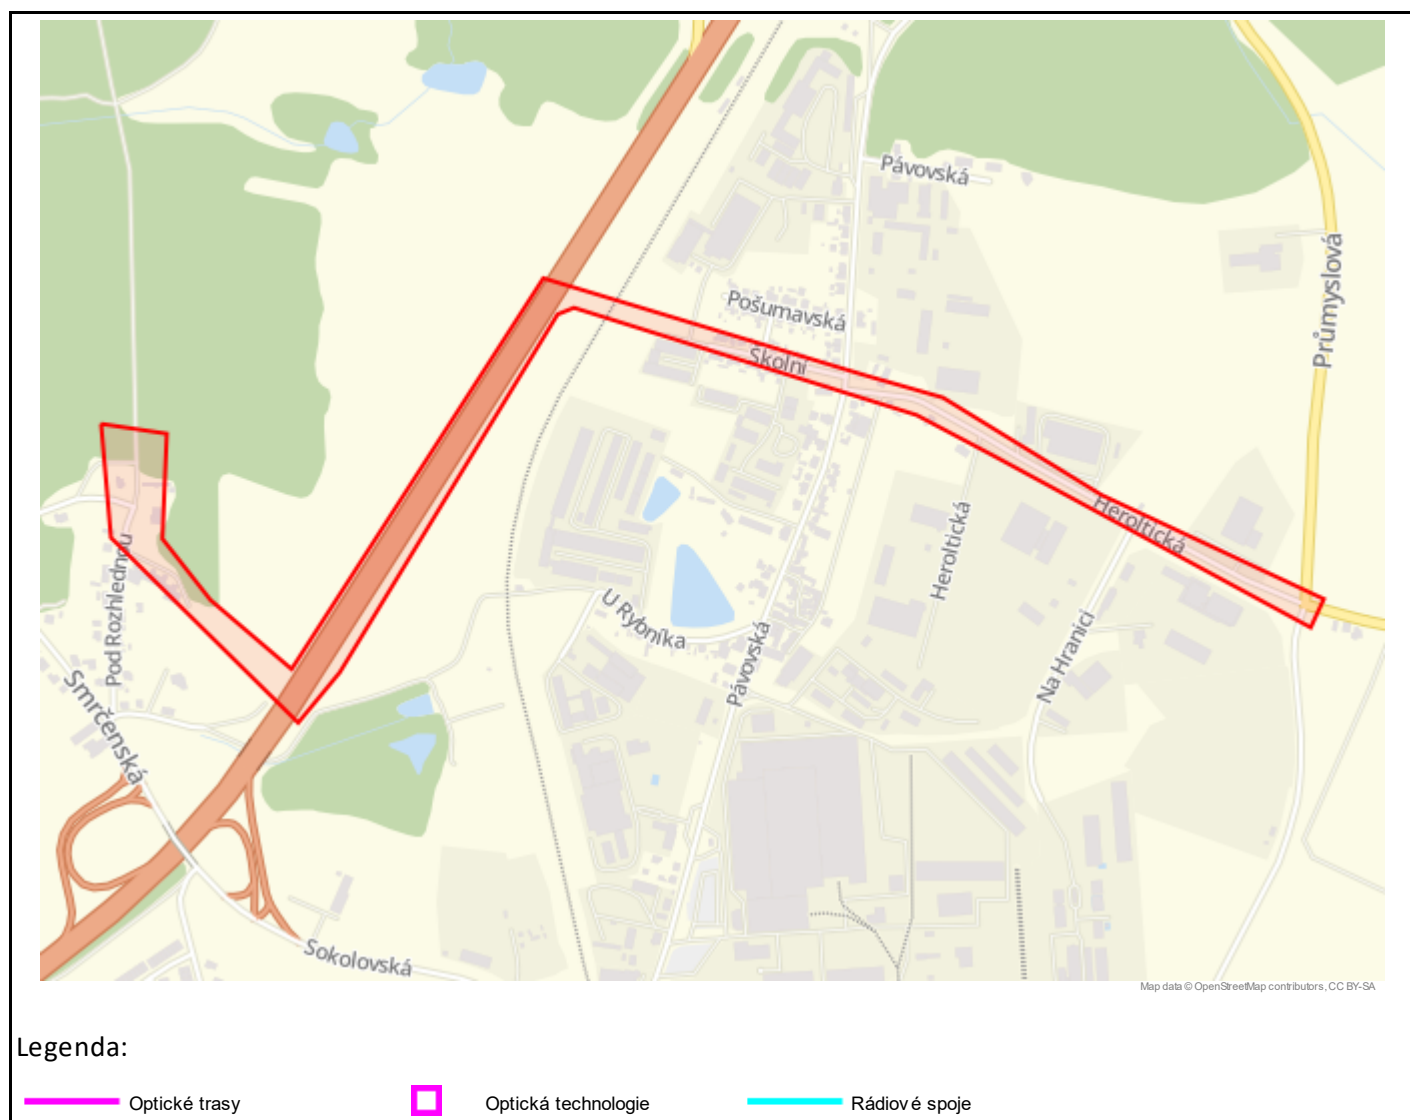 Pávovská
Průmyslová
Pošumavská
Školní
Heroltická
Heroltická
Pod Rozhlednou
U Rybníka
Na Hranici
Pávovská
Smrčenská
Sokolovská
Map data © OpenStreetMap contributors, CC BY-SA
Legenda:
Optické trasy
Optická technologie
Rádiové spoje